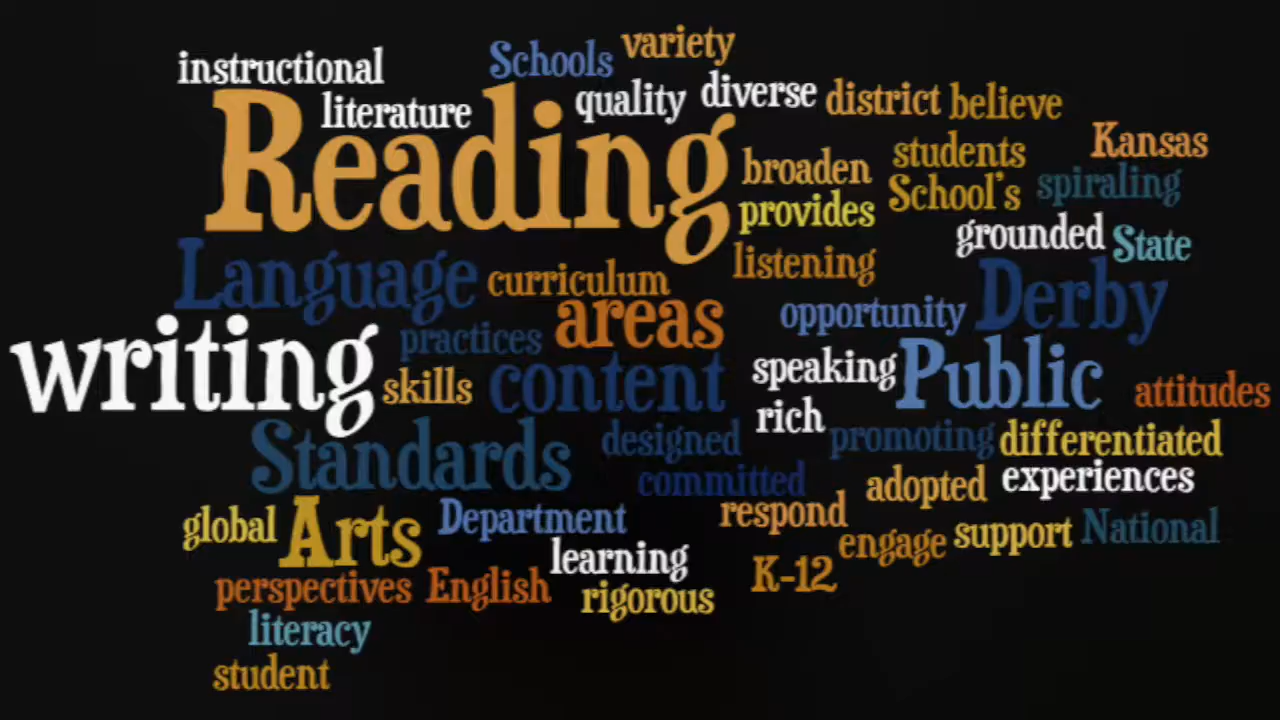 instructional Schools variety
literature quality diverse district believe
Reading broaden students Kansas
provides School's spiraling
grounded State
Language curriculum listening
areas opportunity Derby
writing practices speaking Public
skills content rich attitudes
Standards designed promoting differentiated
committed adopted experiences
global Arts Department respond
learning engage support National
perspectives English rigorous K-12
literacy
student